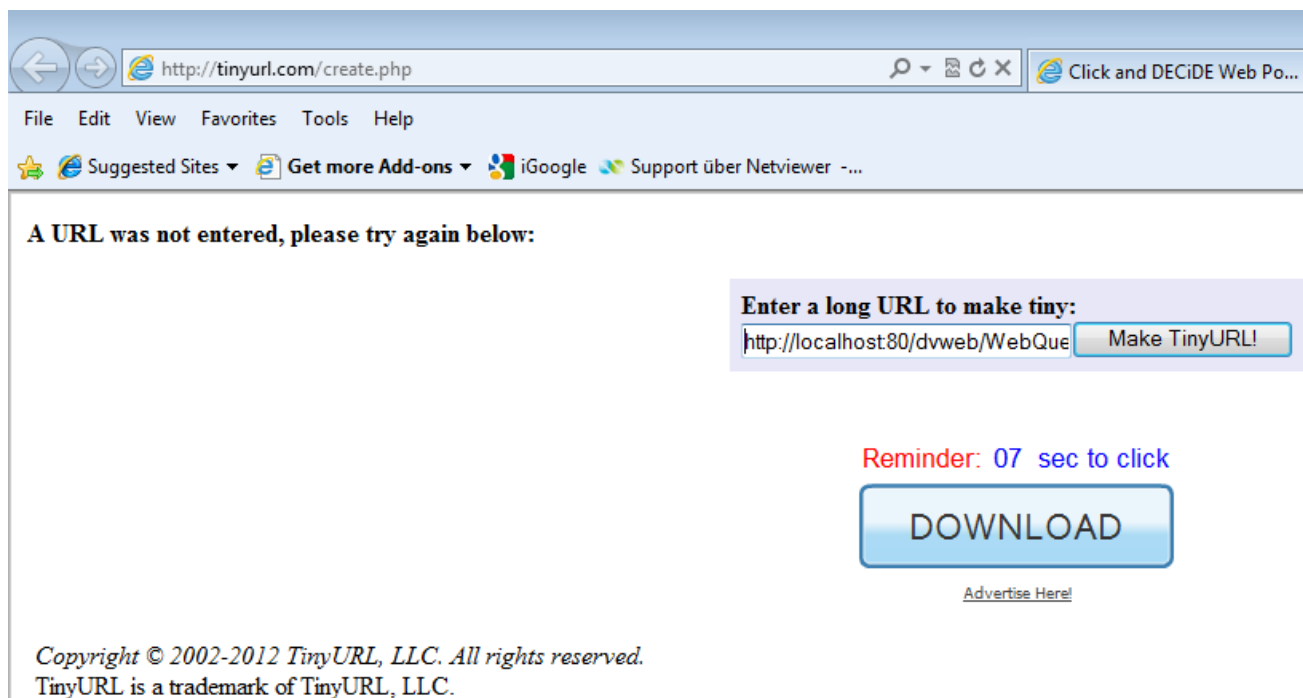 http://tinyurl.com/create.php
Click and DECiDE Web Po...
File Edit View Favorites Tools Help
Suggested Sites Get more Add-ons iGoogle Support über Netviewer -...
A URL was not entered, please try again below:
Enter a long URL to make tiny:
http://localhost:80/dvweb/WebQue Make TinyURL!
Reminder: 07 sec to click
DOWNLOAD
Advertise Here!
Copyright © 2002-2012 TinyURL, LLC. All rights reserved.
TinyURL is a trademark of TinyURL, LLC.